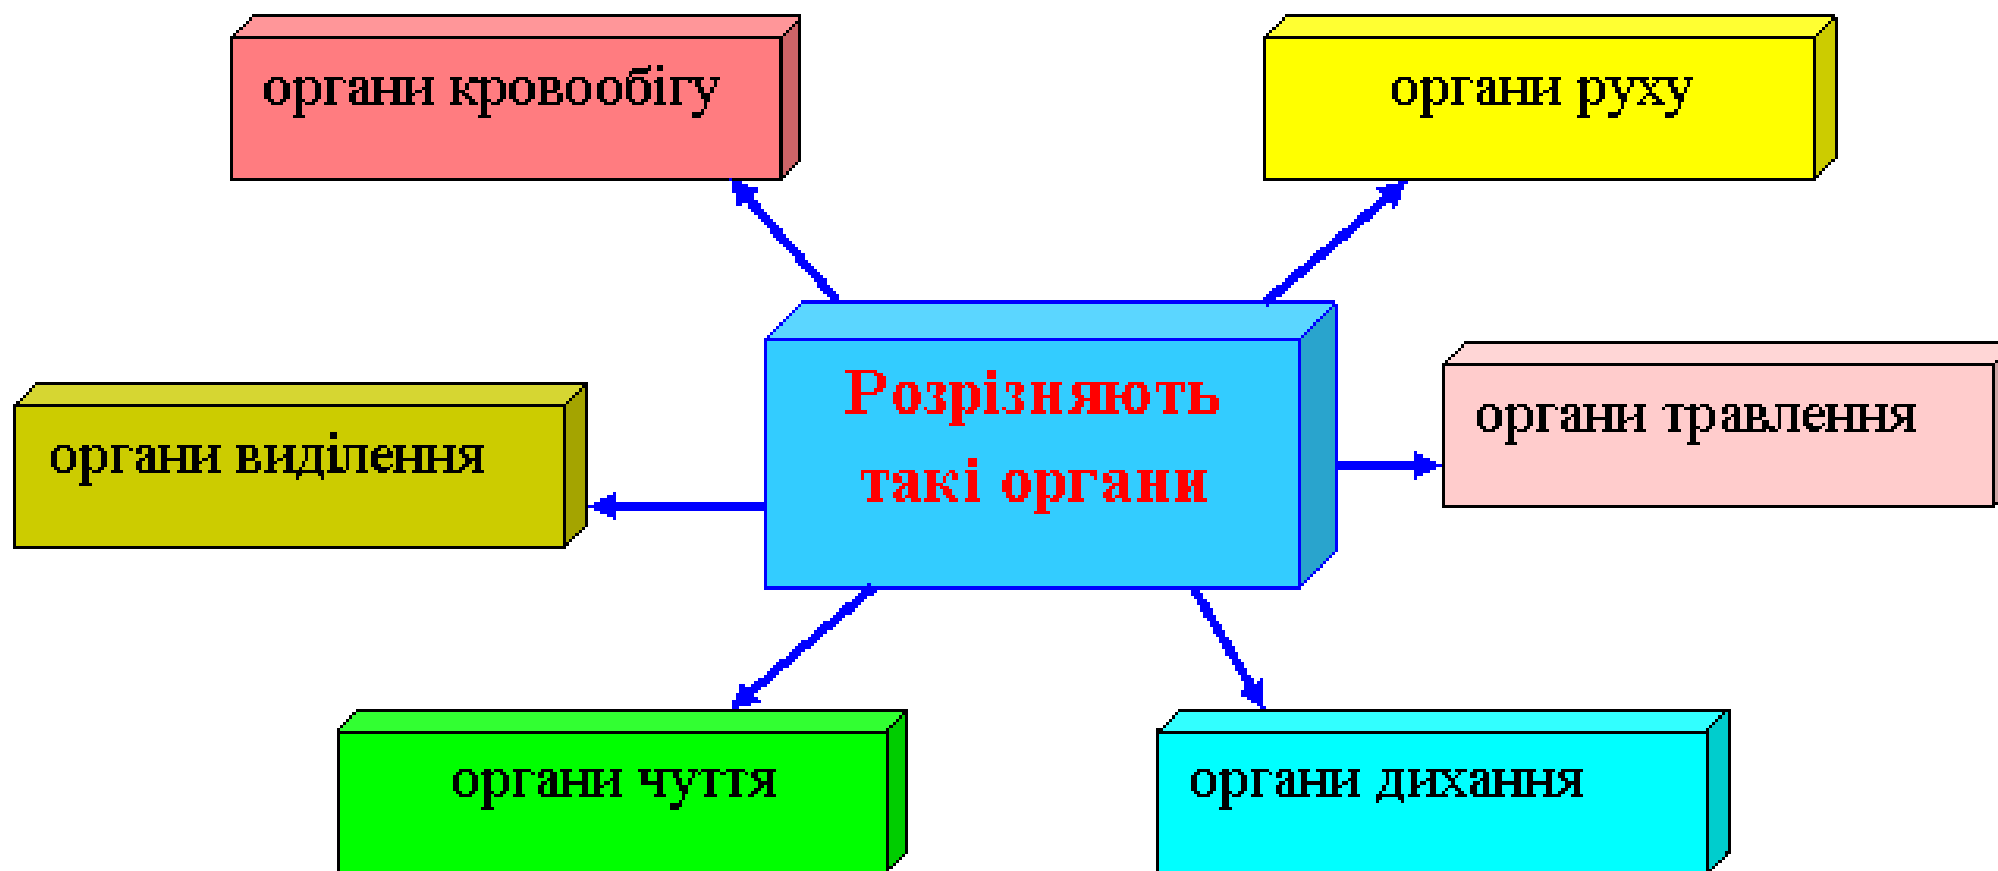 органи кровообігу
органи руху
Розрізняють
такі органи
органи травлення
органи виділення
органи чуття
органи дихання